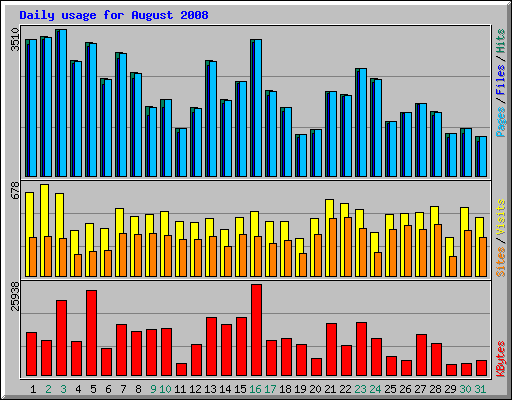 Daily usage for August 2008
3510
Pages / Files / Hits
678
Sites / Visits
25938
KBytes
1 2 3 4 5 6 7 8 9 10 11 12 13 14 15 16 17 18 19 20 21 22 23 24 25 26 27 28 29 30 31